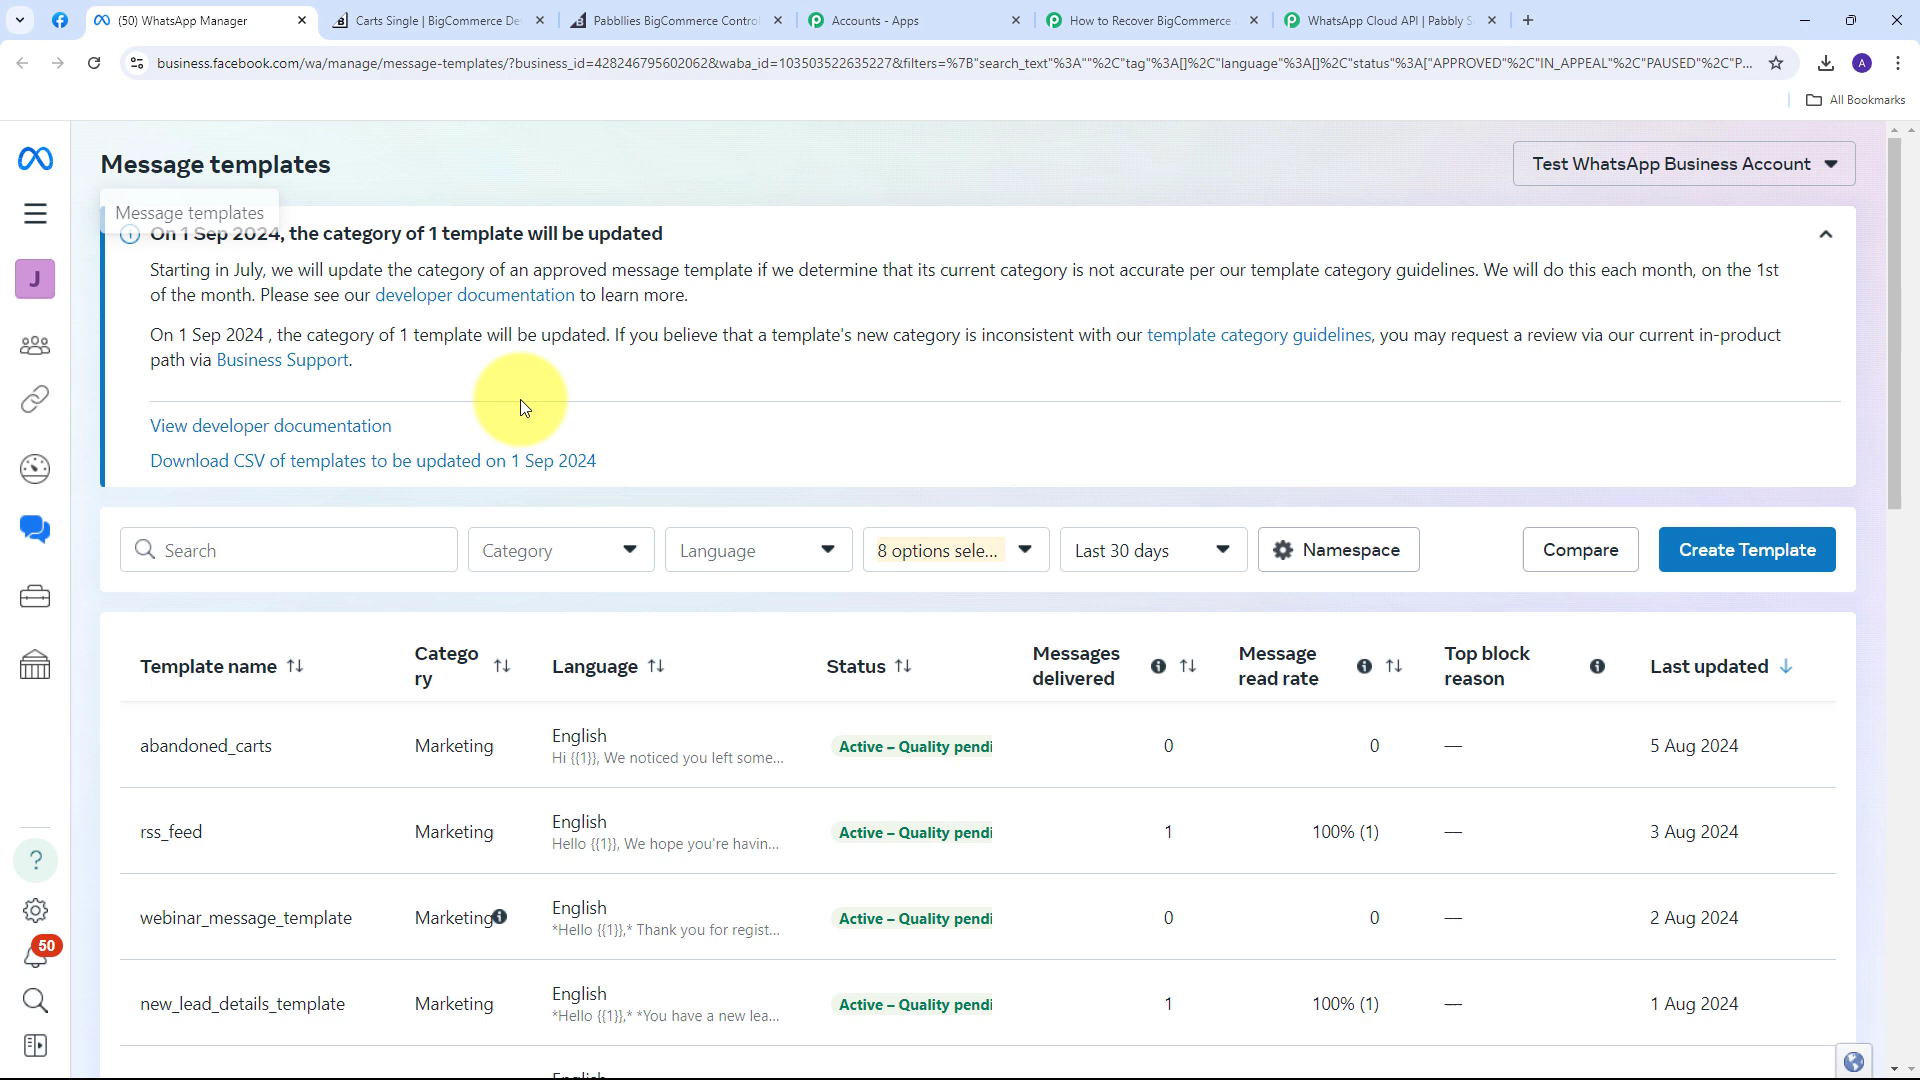 (50) WhatsApp Manager
Carts Single | BigCommerce De
Pabbllies BigCommerce Contro
Accounts - Apps
How to Recover BigCommerce
WhatsApp Cloud API | Pabbly S
business.facebook.com/wa/manage/message-templates/?business_id=428246795602062&waba_id=103503522635227&filters=%7B"search_text"%3A""%2C"tag"%3A[]%2C"language"%3A[]%2C"status"%3A["APPROVED"%2C"IN_APPEAL"%2C"PAUSED"%2C"P...
A
All Bookmarks
Message templates
Test WhatsApp Business Account
Message templates
On 1 Sep 2024, the category of 1 template will be updated
Starting in July, we will update the category of an approved message template if we determine that its current category is not accurate per our template category guidelines. We will do this each month, on the 1st
of the month. Please see our developer documentation to learn more.
On 1 Sep 2024 , the category of 1 template will be updated. If you believe that a template's new category is inconsistent with our template category guidelines, you may request a review via our current in-product
path via Business Support.
View developer documentation
Download CSV of templates to be updated on 1 Sep 2024
J
Search
Category
Language
8 options sele...
Last 30 days
Namespace
Compare
Create Template
Template name
Catego
ry
Language
Status
Messages
delivered
Message
read rate
Top block
reason
Last updated
abandoned_carts
Marketing
English
Hi {{1}}, We noticed you left some...
Active – Quality pendi
0
0
—
5 Aug 2024
rss_feed
Marketing
English
Hello {{1}}, We hope you're havin...
Active – Quality pendi
1
100% (1)
—
3 Aug 2024
webinar_message_template
Marketing
English
*Hello {{1}},* Thank you for regist...
Active – Quality pendi
0
0
—
2 Aug 2024
new_lead_details_template
Marketing
English
*Hello {{1}},* *You have a new lea...
Active – Quality pendi
1
100% (1)
—
1 Aug 2024
?
50